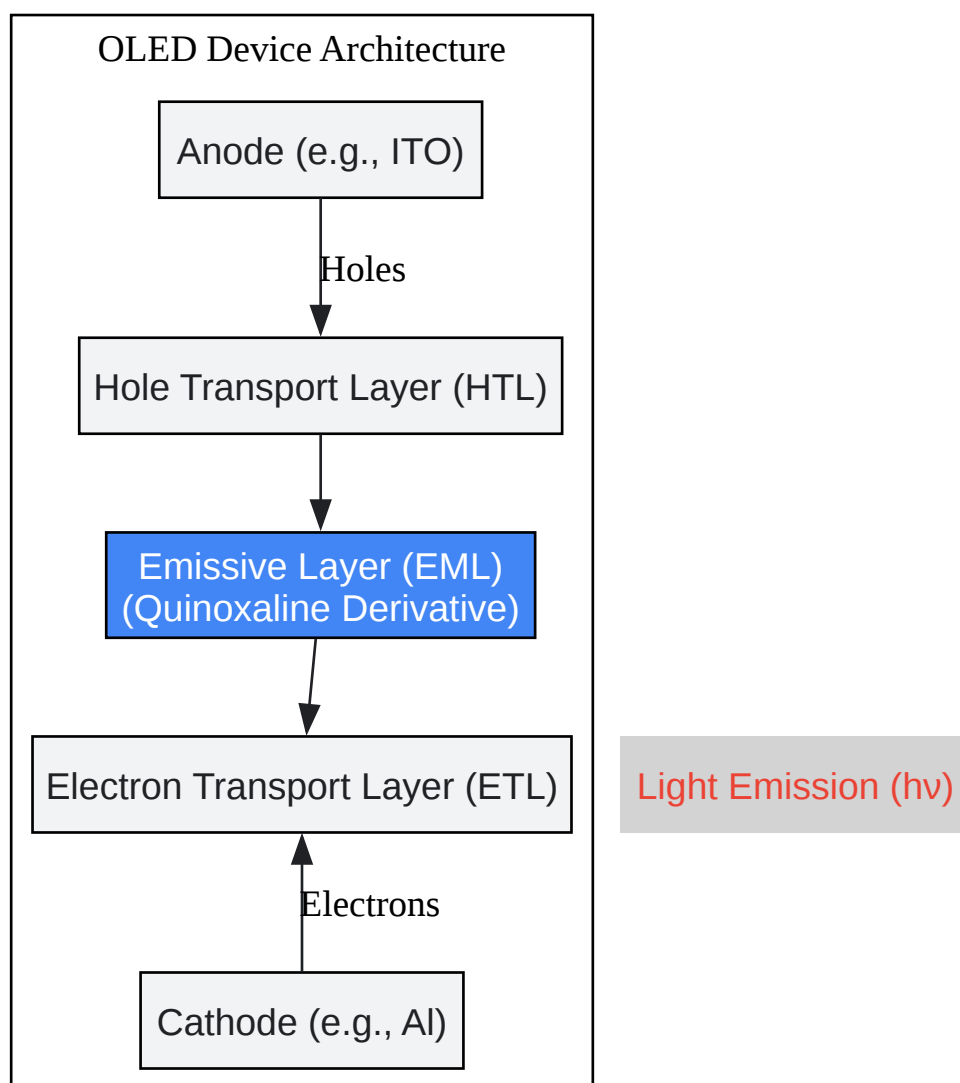 OLED Device Architecture
Anode (e.g., ITO)
Holes
Hole Transport Layer (HTL)
Emissive Layer (EML)
(Quinoxaline Derivative)
Electron Transport Layer (ETL)
Light Emission (hν)
Electrons
Cathode (e.g., Al)